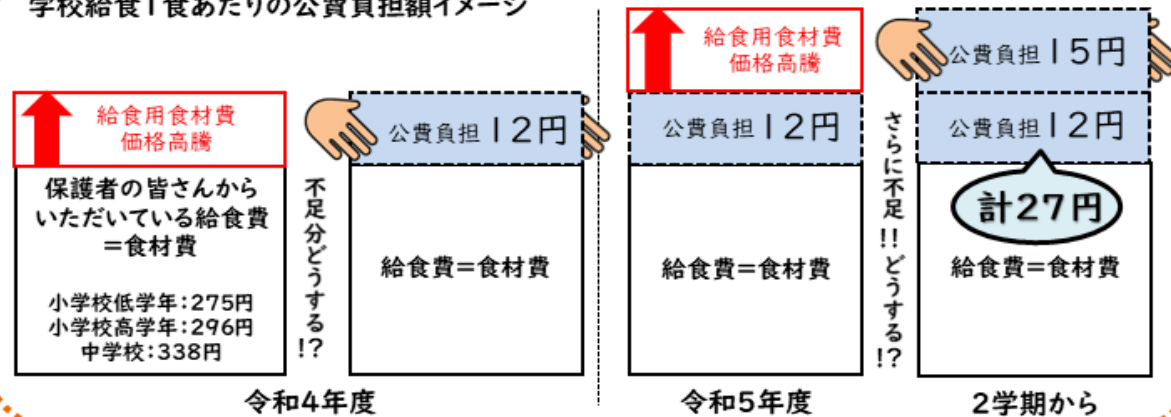 学校給食1食あたりの公費負担額イメージ
給食用食材費
価格高騰
保護者の皆さんから
いただいている給食費
=食材費
小学校低学年:275円
小学校高学年:296円
中学校:338円
不足分どうする!?
公費負担12円
給食費=食材費
令和4年度
給食用食材費
価格高騰
公費負担12円
給食費=食材費
令和5年度
さらに不足!!どうする!?
公費負担15円
公費負担12円
計27円
給食費=食材費
2学期から